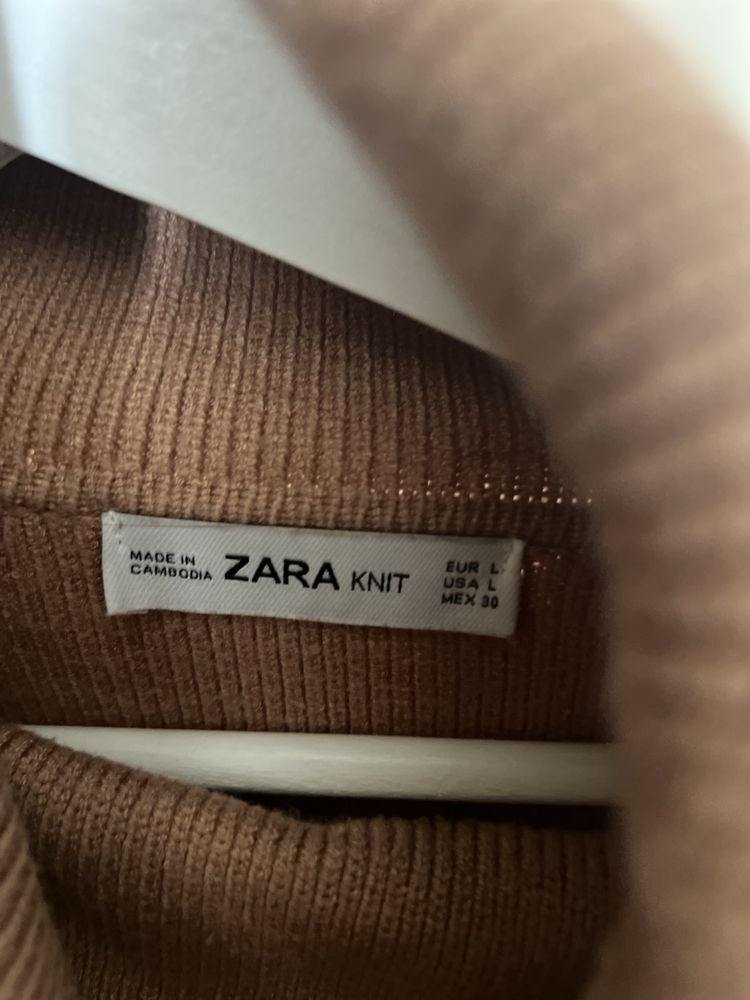 MADE IN
CAMBODIA
ZARA KNIT
EUR L
USA L
MEX 30